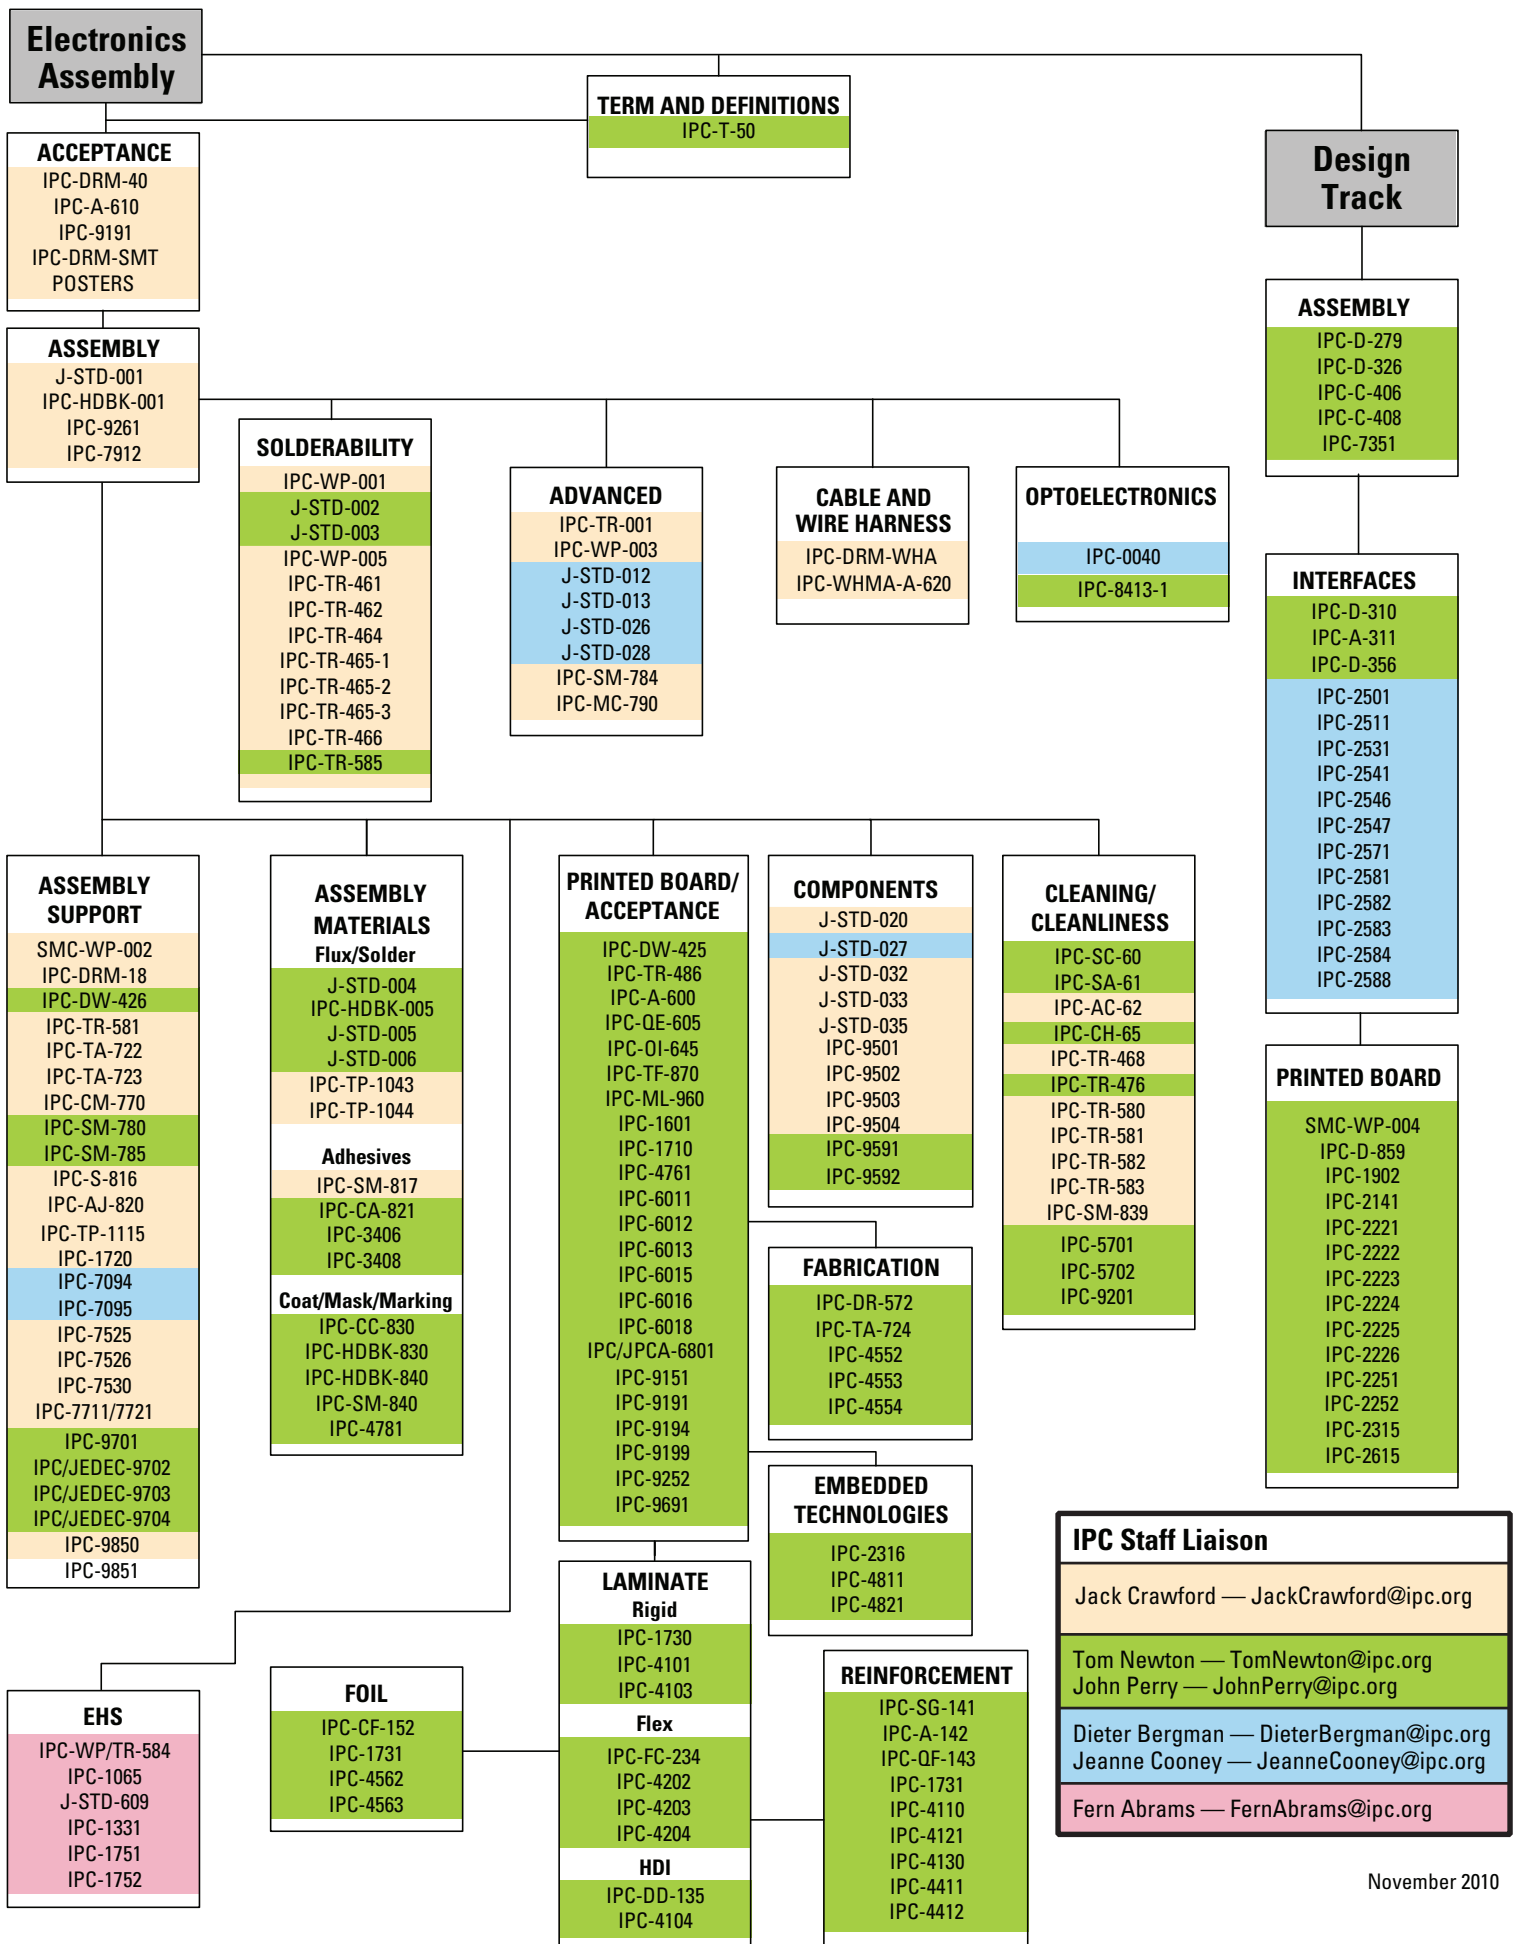 Electronics
Assembly
TERM AND DEFINITIONS
IPC-T-50
Design
Track
ACCEPTANCE
IPC-DRM-40
IPC-A-610
IPC-9191
IPC-DRM-SMT
POSTERS
ASSEMBLY
J-STD-001
IPC-HDBK-001
IPC-9261
IPC-7912
SOLDERABILITY
IPC-WP-001
J-STD-002
J-STD-003
IPC-WP-005
IPC-TR-461
IPC-TR-462
IPC-TR-464
IPC-TR-465-1
IPC-TR-465-2
IPC-TR-465-3
IPC-TR-466
IPC-TR-585
ADVANCED
IPC-TR-001
IPC-WP-003
J-STD-012
J-STD-013
J-STD-026
J-STD-028
IPC-SM-784
IPC-MC-790
CABLE AND
WIRE HARNESS
IPC-DRM-WHA
IPC-WHMA-A-620
OPTOELECTRONICS
IPC-0040
IPC-8413-1
ASSEMBLY
IPC-D-279
IPC-D-326
IPC-C-406
IPC-C-408
IPC-7351
INTERFACES
IPC-D-310
IPC-A-311
IPC-D-356
IPC-2501
IPC-2511
IPC-2531
IPC-2541
IPC-2546
IPC-2547
IPC-2571
IPC-2581
IPC-2582
IPC-2583
IPC-2584
IPC-2588
PRINTED BOARD
SMC-WP-004
IPC-D-859
IPC-1902
IPC-2141
IPC-2221
IPC-2222
IPC-2223
IPC-2224
IPC-2225
IPC-2226
IPC-2251
IPC-2252
IPC-2315
IPC-2615
ASSEMBLY
SUPPORT
SMC-WP-002
IPC-DRM-18
IPC-DW-426
IPC-TR-581
IPC-TA-722
IPC-TA-723
IPC-CM-770
IPC-SM-780
IPC-SM-785
IPC-S-816
IPC-AJ-820
IPC-TP-1115
IPC-1720
IPC-7094
IPC-7095
IPC-7525
IPC-7526
IPC-7530
IPC-7711/7721
IPC-9701
IPC/JEDEC-9702
IPC/JEDEC-9703
IPC/JEDEC-9704
IPC-9850
IPC-9851
ASSEMBLY
MATERIALS
Flux/Solder
J-STD-004
IPC-HDBK-005
J-STD-005
J-STD-006
IPC-TP-1043
IPC-TP-1044
Adhesives
IPC-SM-817
IPC-CA-821
IPC-3406
IPC-3408
Coat/Mask/Marking
IPC-CC-830
IPC-HDBK-830
IPC-HDBK-840
IPC-SM-840
IPC-4781
PRINTED BOARD/
ACCEPTANCE
IPC-DW-425
IPC-TR-486
IPC-A-600
IPC-QE-605
IPC-OI-645
IPC-TF-870
IPC-ML-960
IPC-1601
IPC-1710
IPC-4761
IPC-6011
IPC-6012
IPC-6013
IPC-6015
IPC-6016
IPC-6018
IPC/JPCA-6801
IPC-9151
IPC-9191
IPC-9194
IPC-9199
IPC-9252
IPC-9691
COMPONENTS
J-STD-020
J-STD-027
J-STD-032
J-STD-033
J-STD-035
IPC-9501
IPC-9502
IPC-9503
IPC-9504
IPC-9591
IPC-9592
CLEANING/
CLEANLINESS
IPC-SC-60
IPC-SA-61
IPC-AC-62
IPC-CH-65
IPC-TR-468
IPC-TR-476
IPC-TR-580
IPC-TR-581
IPC-TR-582
IPC-TR-583
IPC-SM-839
IPC-5701
IPC-5702
IPC-9201
FABRICATION
IPC-DR-572
IPC-TA-724
IPC-4552
IPC-4553
IPC-4554
EMBEDDED
TECHNOLOGIES
IPC-2316
IPC-4811
IPC-4821
LAMINATE
Rigid
IPC-1730
IPC-4101
IPC-4103
Flex
IPC-FC-234
IPC-4202
IPC-4203
IPC-4204
HDI
IPC-DD-135
IPC-4104
FOIL
IPC-CF-152
IPC-1731
IPC-4562
IPC-4563
EHS
IPC-WP/TR-584
IPC-1065
J-STD-609
IPC-1331
IPC-1751
IPC-1752
REINFORCEMENT
IPC-SG-141
IPC-A-142
IPC-QF-143
IPC-1731
IPC-4110
IPC-4121
IPC-4130
IPC-4411
IPC-4412
IPC Staff Liaison
Jack Crawford — JackCrawford@ipc.org
Tom Newton — TomNewton@ipc.org
John Perry — JohnPerry@ipc.org
Dieter Bergman — DieterBergman@ipc.org
Jeanne Cooney — JeanneCooney@ipc.org
Fern Abrams — FernAbrams@ipc.org
November 2010